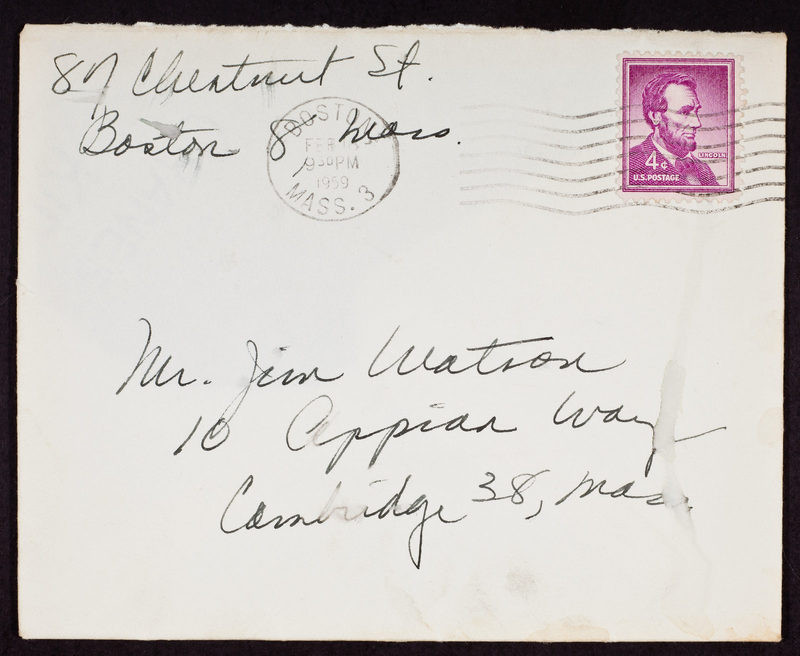 87 Chestnut St.
Boston 8 Mass.
BOSTON
FEB
9 30 PM
1959
MASS. 3
LINCOLN
4¢
U.S. POSTAGE
Mr. Jim Watson
10 Appian Way
Cambridge 38, Mass.